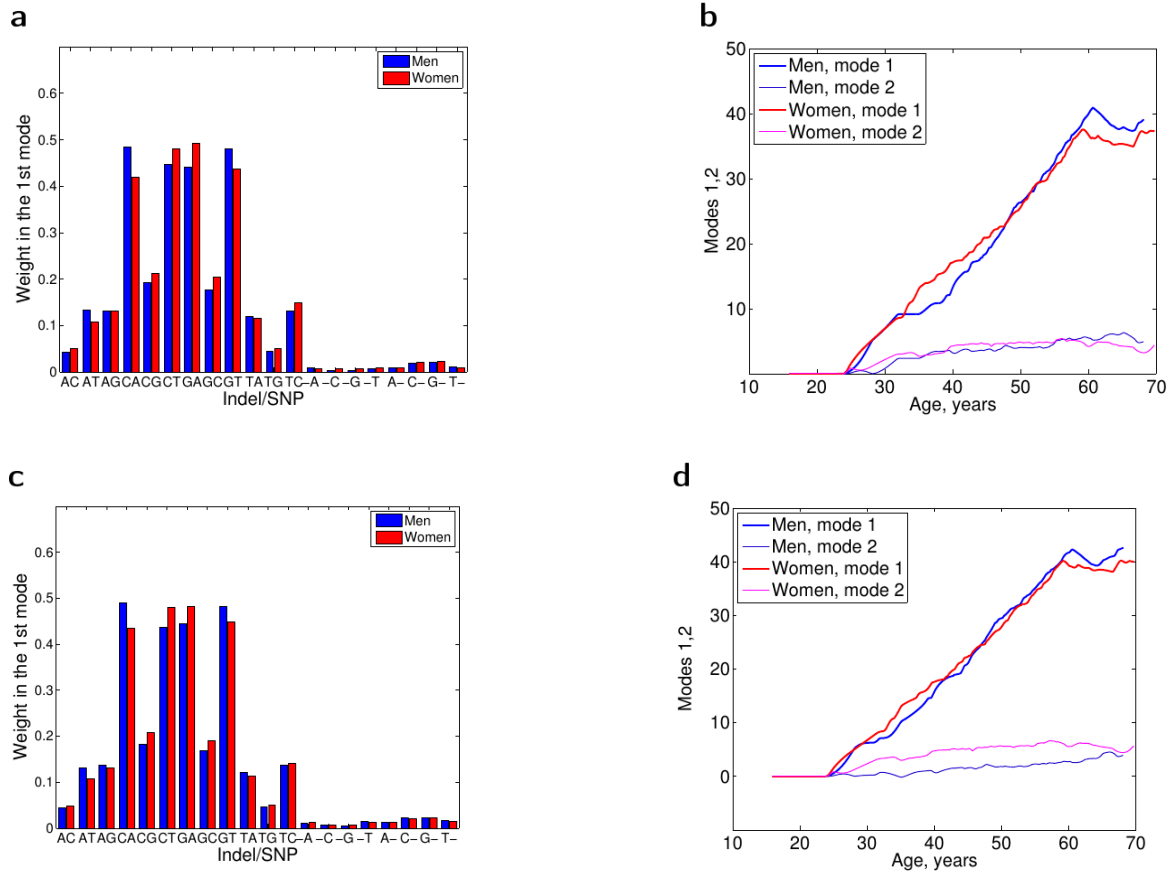 a
Men
Women
0.6
0.5
0.4
0.3
0.2
0.1
0
Weight in the 1st mode
AC AT AG CA CG CT GA GC GT TA TG TC –A –C –G –T A– C– G– T–
Indel/SNP
b
Men, mode 1
Men, mode 2
Women, mode 1
Women, mode 2
50
40
30
20
10
Modes 1,2
10 20 30 40 50 60 70
Age, years
c
Men
Women
0.6
0.5
0.4
0.3
0.2
0.1
0
Weight in the 1st mode
AC AT AG CA CG CT GA GC GT TA TG TC –A –C –G –T A– C– G– T–
Indel/SNP
d
Men, mode 1
Men, mode 2
Women, mode 1
Women, mode 2
50
40
30
20
10
0
Modes 1,2
10 20 30 40 50 60 70
Age, years